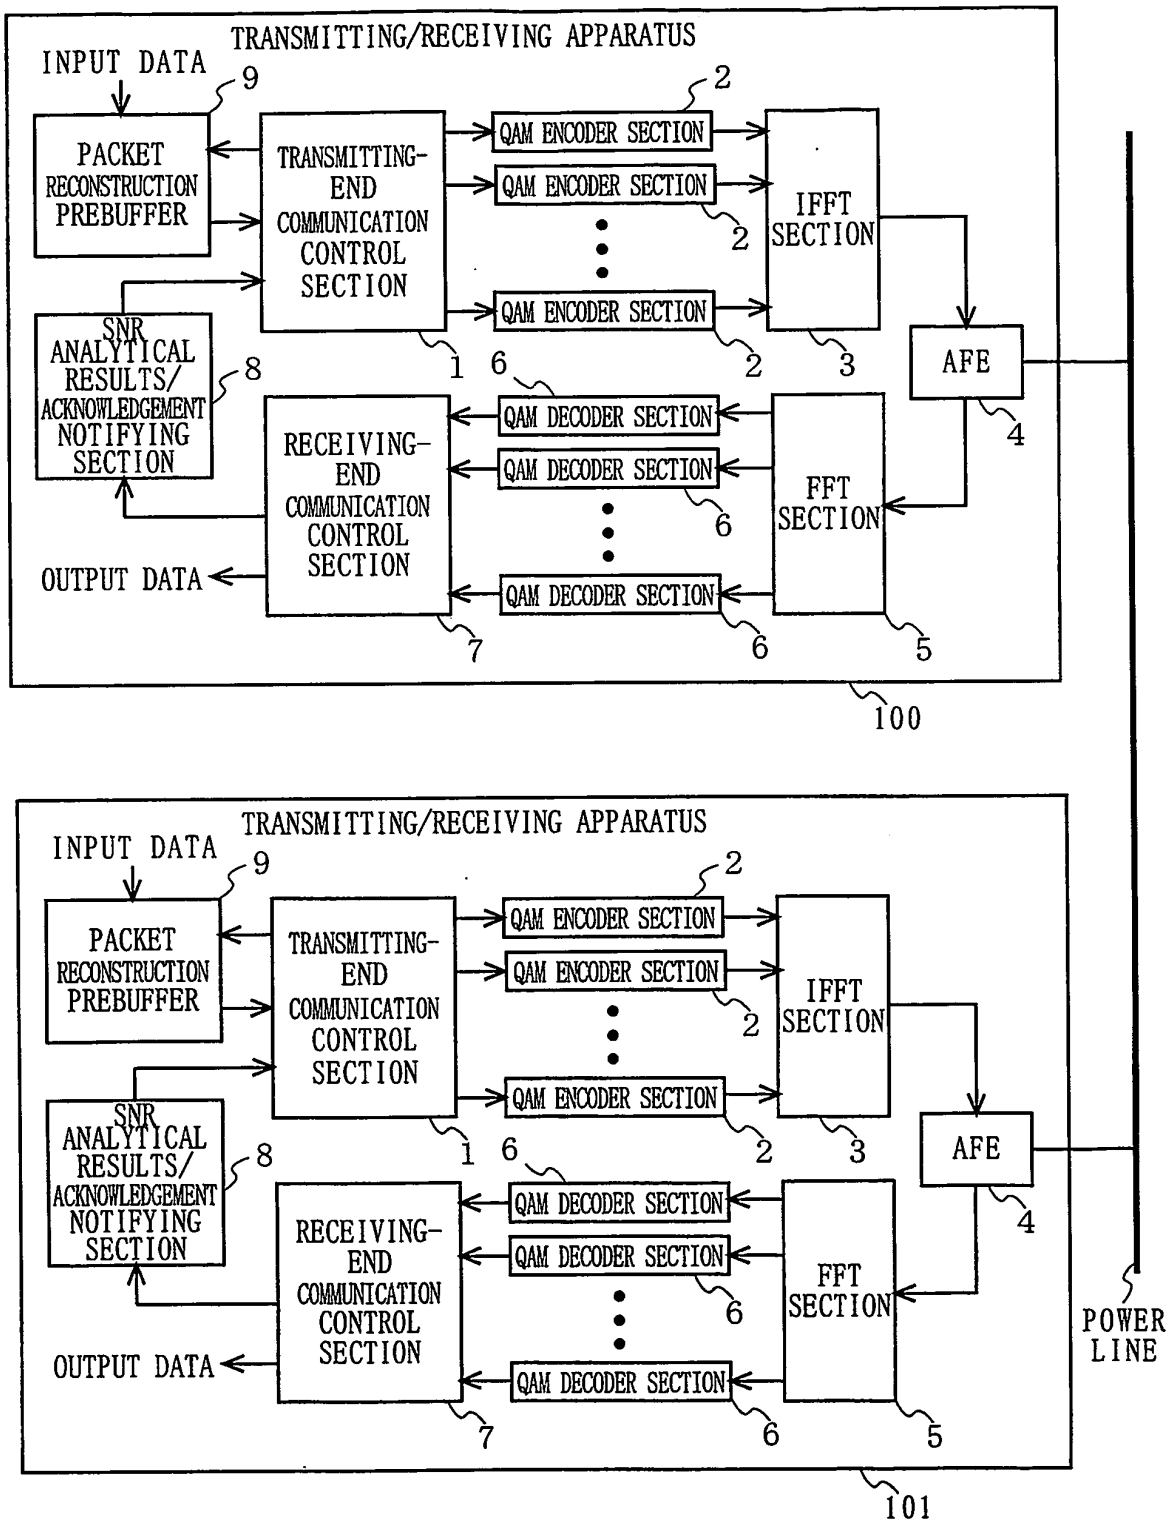 TRANSMITTING/RECEIVING APPARATUS
INPUT DATA
9
PACKET
RECONSTRUCTION
PREBUFFER
TRANSMITTING-
END
COMMUNICATION
CONTROL
SECTION
1
2
QAM ENCODER SECTION
QAM ENCODER SECTION
2
QAM ENCODER SECTION
2
IFFT
SECTION
3
AFE
4
SNR
ANALYTICAL
RESULTS/
ACKNOWLEDGEMENT
NOTIFYING
SECTION
8
RECEIVING-
END
COMMUNICATION
CONTROL
SECTION
7
6
QAM DECODER SECTION
QAM DECODER SECTION
6
QAM DECODER SECTION
6
FFT
SECTION
5
OUTPUT DATA
100
TRANSMITTING/RECEIVING APPARATUS
INPUT DATA
9
PACKET
RECONSTRUCTION
PREBUFFER
TRANSMITTING-
END
COMMUNICATION
CONTROL
SECTION
1
2
QAM ENCODER SECTION
QAM ENCODER SECTION
2
QAM ENCODER SECTION
2
IFFT
SECTION
3
AFE
4
SNR
ANALYTICAL
RESULTS/
ACKNOWLEDGEMENT
NOTIFYING
SECTION
8
RECEIVING-
END
COMMUNICATION
CONTROL
SECTION
7
6
QAM DECODER SECTION
QAM DECODER SECTION
6
QAM DECODER SECTION
6
FFT
SECTION
5
OUTPUT DATA
101
POWER
LINE